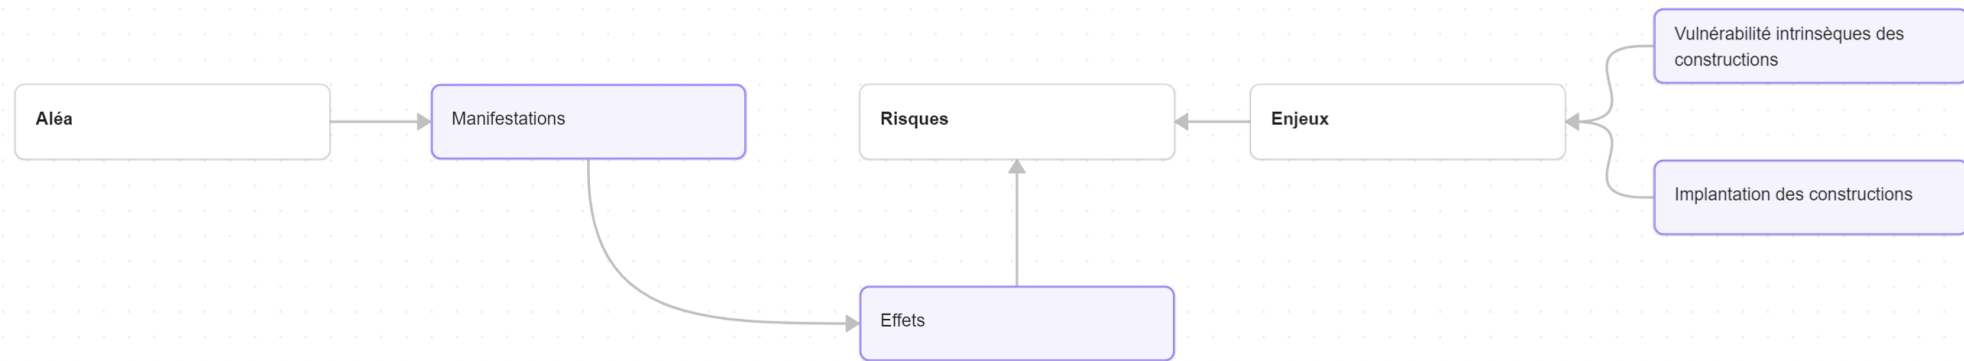 Aléa
Manifestations
Risques
Enjeux
Vulnérabilité intrinsèques des
constructions
Implantation des constructions
Effets